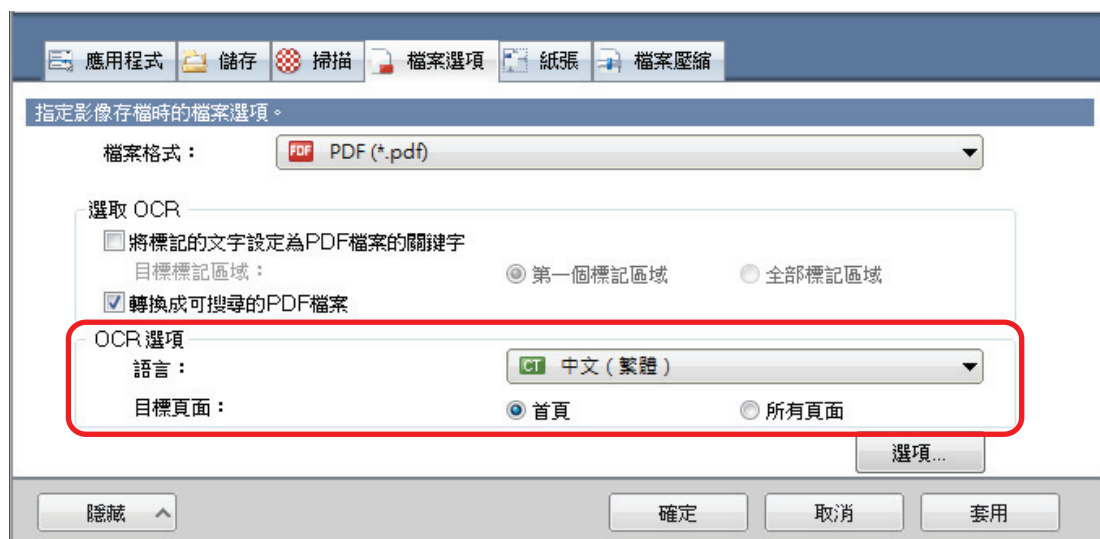 應用程式 儲存 掃描 檔案選項 紙張 檔案壓縮
指定影像存檔時的檔案選項。
檔案格式： PDF PDF (*.pdf)
選取 OCR
將標記的文字設定為PDF檔案的關鍵字
目標標記區域： 第一個標記區域 全部標記區域
轉換成可搜尋的PDF檔案
OCR 選項
語言： CT 中文 ( 繁體 )
目標頁面： 首頁 所有頁面
選項...
隱藏 確定 取消 套用